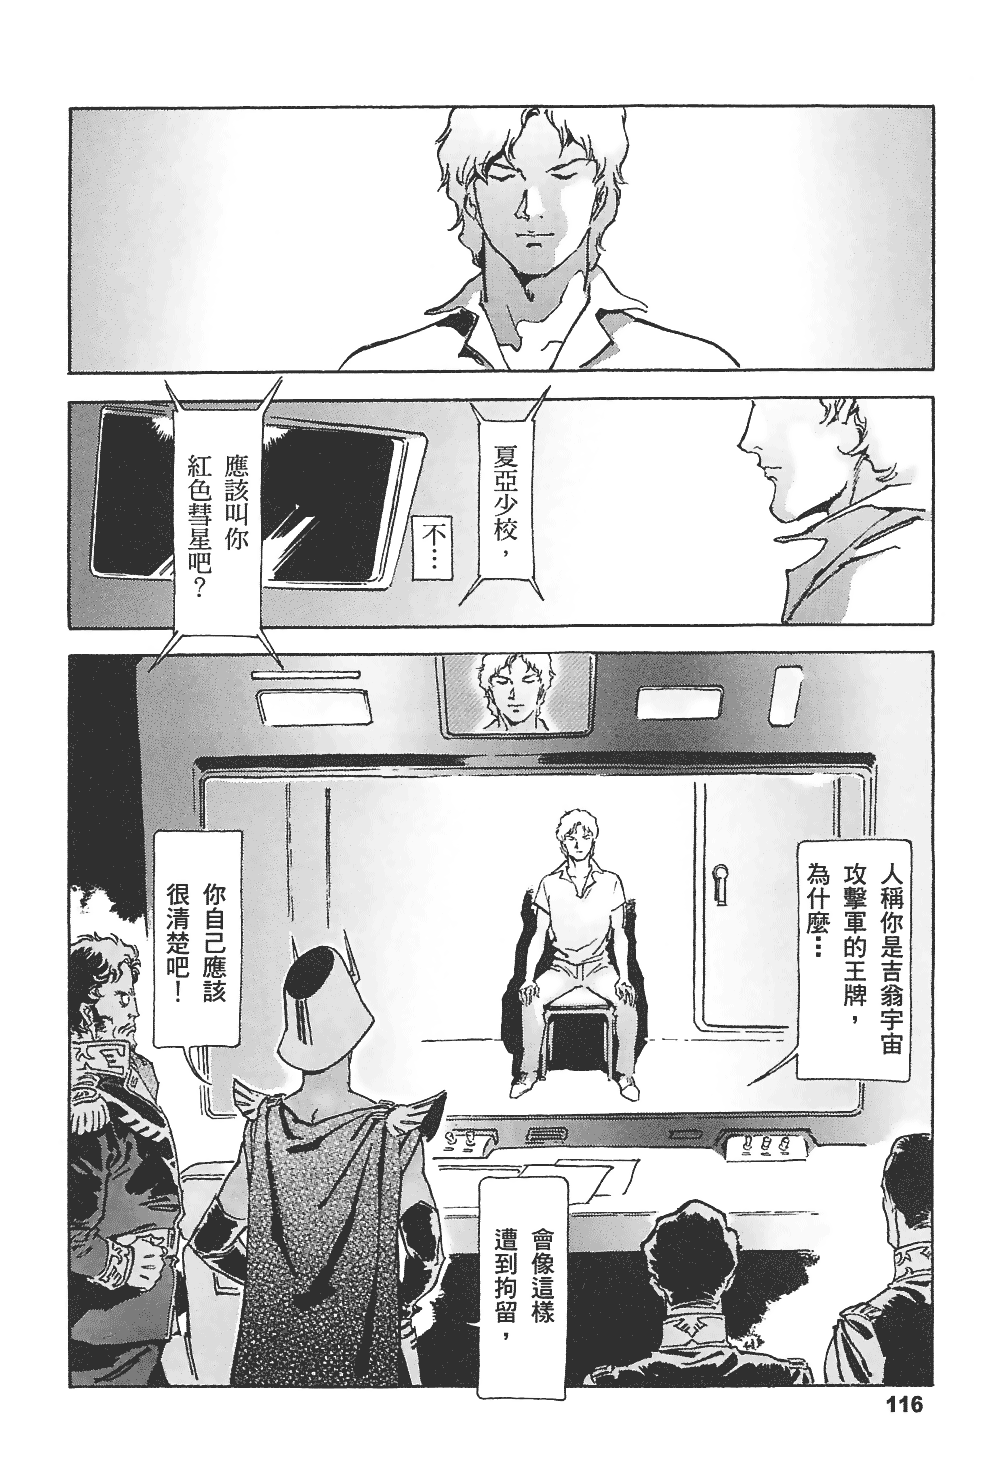 夏亞少校，
不…
應該叫你
紅色彗星吧？
人稱你是吉翁宇宙
攻擊軍的王牌，
為什麼…
會像這樣
遭到拘留，
你自己應該
很清楚吧！
116